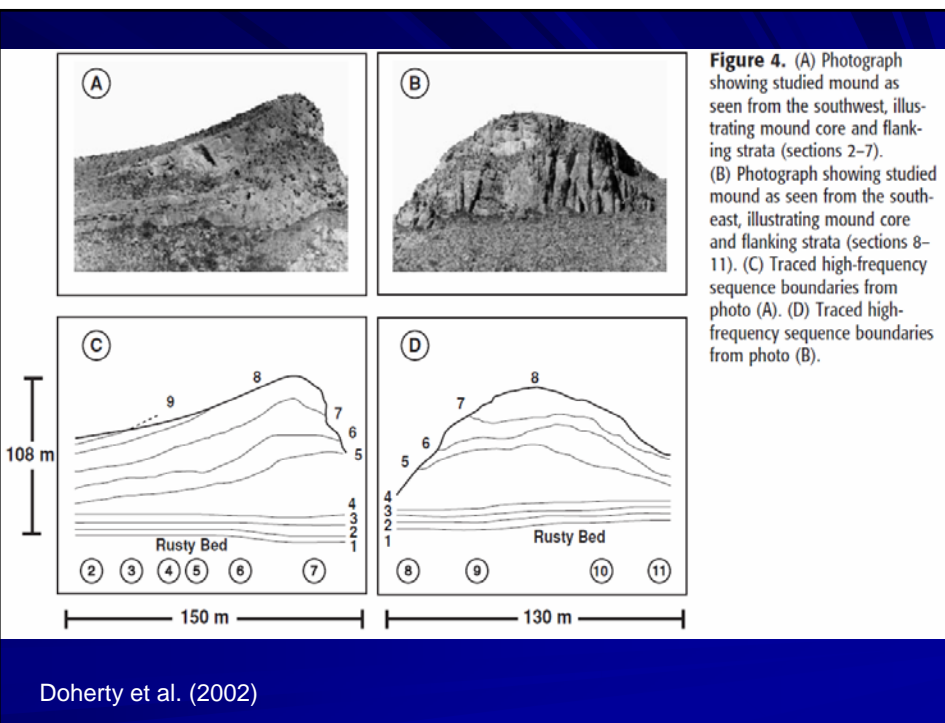 A
B
Figure 4. (A) Photograph
showing studied mound as
seen from the southwest, illus-
trating mound core and flank-
ing strata (sections 2–7).
(B) Photograph showing studied
mound as seen from the south-
east, illustrating mound core
and flanking strata (sections 8–
11). (C) Traced high-frequency
sequence boundaries from
photo (A). (D) Traced high-
frequency sequence boundaries
from photo (B).
C
8
9
7
6
5
4
3
2
1
Rusty Bed
2 3 4 5 6 7
108 m
150 m
D
8
7
6
5
4
3
2
1
Rusty Bed
8 9 10 11
130 m
Doherty et al. (2002)